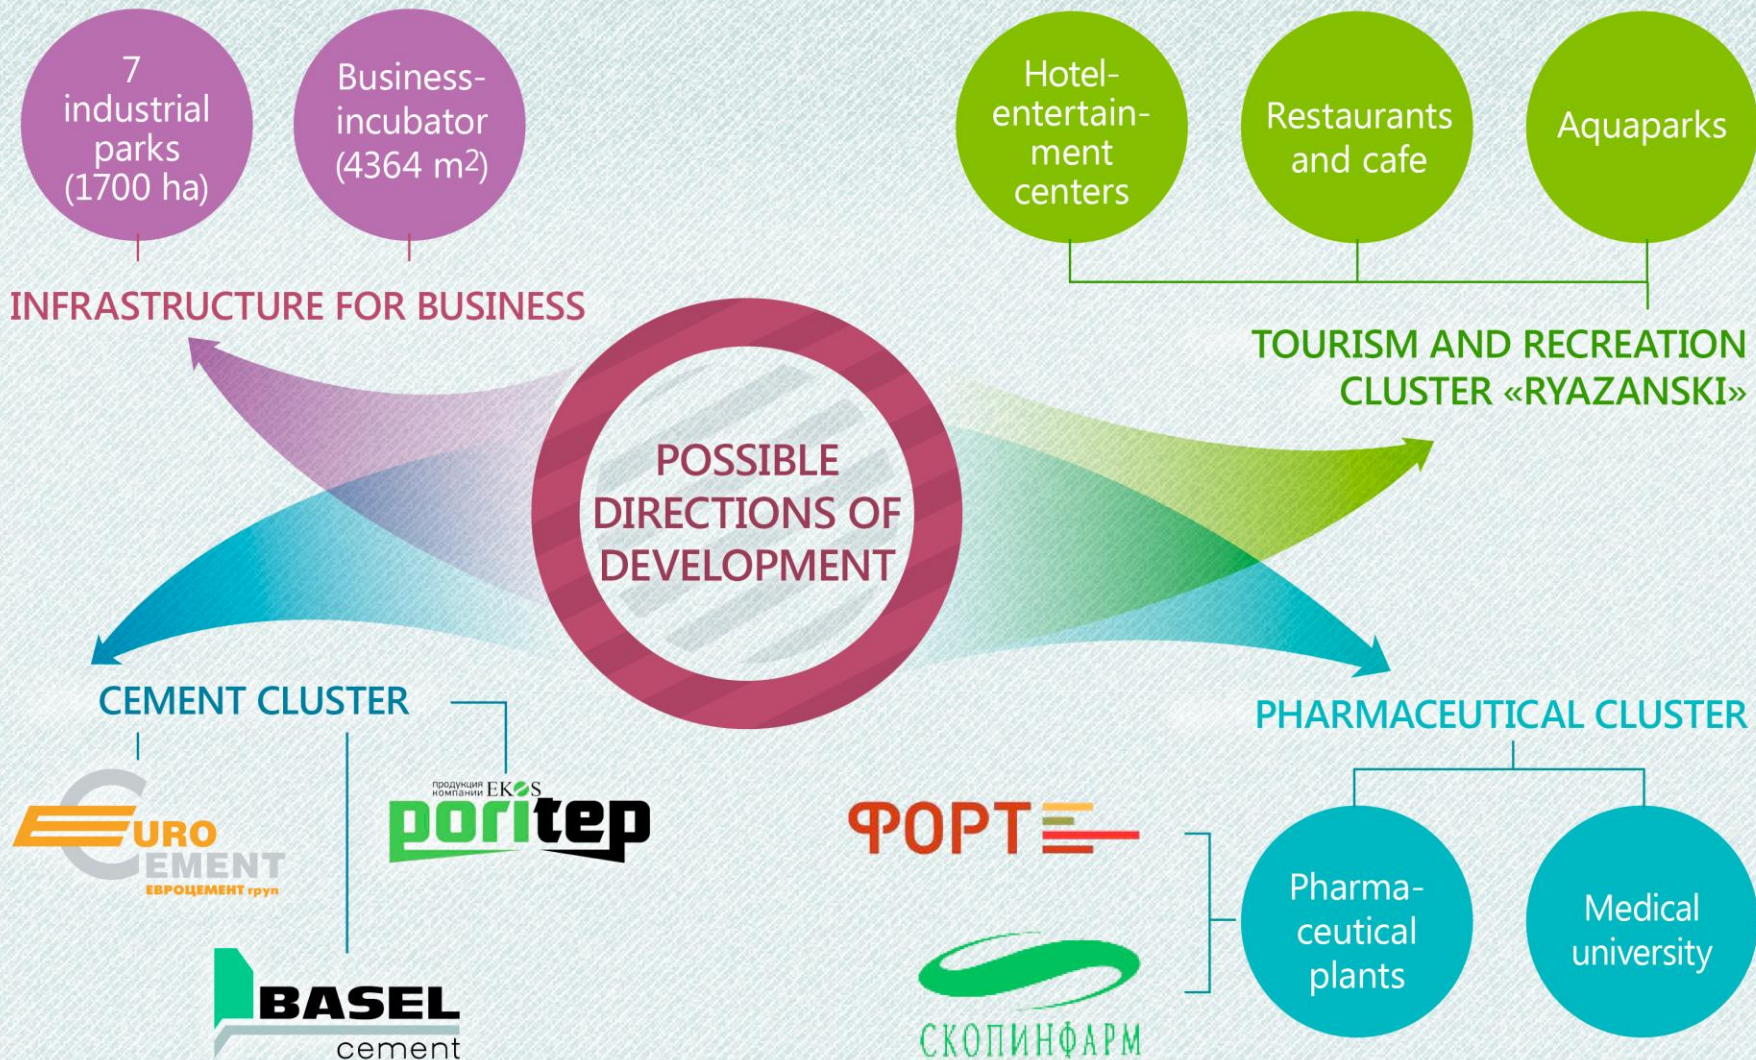 7
industrial
parks
(1700 ha)
Business-
incubator
(4364 m²)
INFRASTRUCTURE FOR BUSINESS
Hotel-
entertain-
ment
centers
Restaurants
and cafe
Aquaparks
TOURISM AND RECREATION
CLUSTER «RYAZANSKI»
POSSIBLE
DIRECTIONS OF
DEVELOPMENT
CEMENT CLUSTER
EURO
CEMENT
ЕВРОЦЕМЕНТ груп
продукция
компании EKOS
poritep
BASEL
cement
PHARMACEUTICAL CLUSTER
ФОРТЕ
СКОПИНФАРМ
Pharma-
ceutical
plants
Medical
university